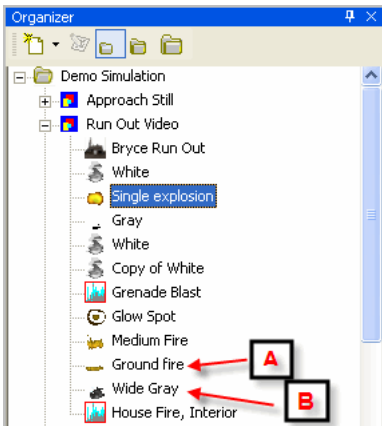 Organizer
Demo Simulation
Approach Still
Run Out Video
Bryce Run Out
White
Single explosion
Gray
White
Copy of White
Grenade Blast
Glow Spot
Medium Fire
Ground fire A
Wide Gray B
House Fire, Interior